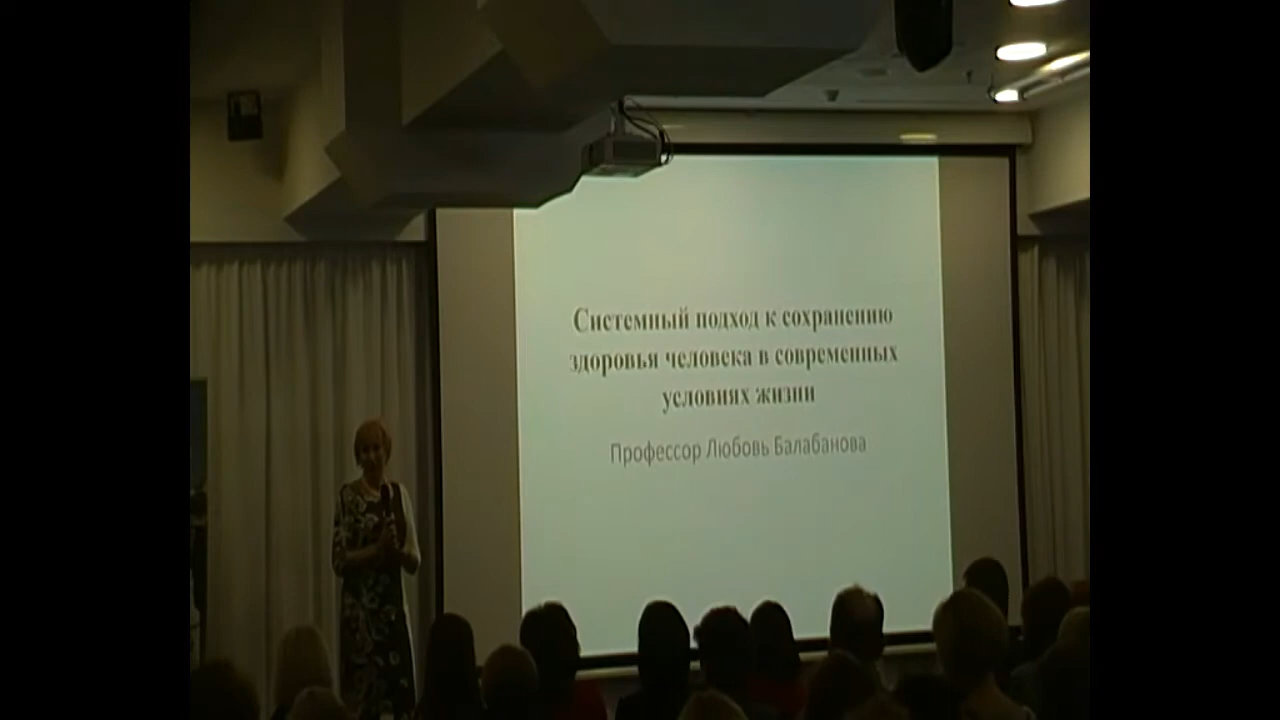 Системный подход к сохранению
здоровья человека в современных
условиях жизни
Профессор Любовь Балабанова